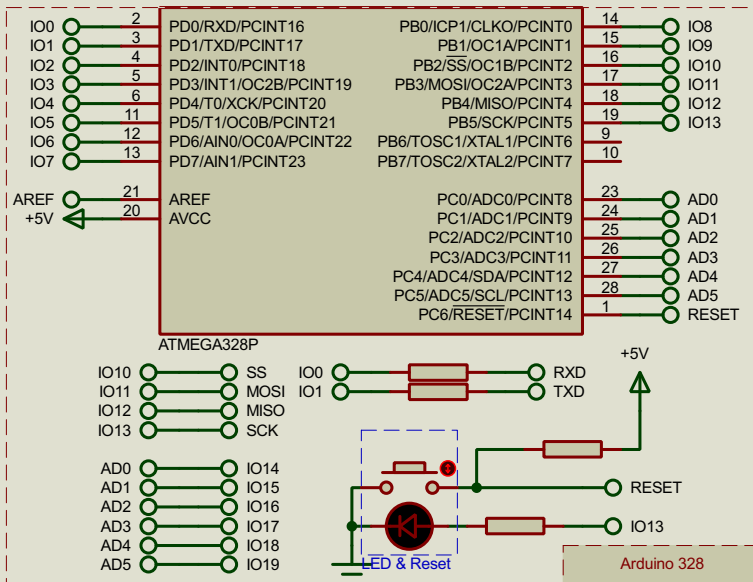 IO0 2 PD0/RXD/PCINT16 PB0/ICP1/CLKO/PCINT0 14 IO8
IO1 3 PD1/TXD/PCINT17 PB1/OC1A/PCINT1 15 IO9
IO2 4 PD2/INT0/PCINT18 PB2/SS/OC1B/PCINT2 16 IO10
IO3 5 PD3/INT1/OC2B/PCINT19 PB3/MOSI/OC2A/PCINT3 17 IO11
IO4 6 PD4/T0/XCK/PCINT20 PB4/MISO/PCINT4 18 IO12
IO5 11 PD5/T1/OC0B/PCINT21 PB5/SCK/PCINT5 19 IO13
IO6 12 PD6/AIN0/OC0A/PCINT22 PB6/TOSC1/XTAL1/PCINT6 9
IO7 13 PD7/AIN1/PCINT23 PB7/TOSC2/XTAL2/PCINT7 10
AREF 21 AREF PC0/ADC0/PCINT8 23 AD0
+5V 20 AVCC PC1/ADC1/PCINT9 24 AD1
PC2/ADC2/PCINT10 25 AD2
PC3/ADC3/PCINT11 26 AD3
PC4/ADC4/SDA/PCINT12 27 AD4
PC5/ADC5/SCL/PCINT13 28 AD5
PC6/RESET/PCINT14 1 RESET
ATMEGA328P
+5V
IO10 SS IO0 RXD
IO11 MOSI IO1 TXD
IO12 MISO
IO13 SCK
AD0 IO14
AD1 IO15 RESET
AD2 IO16
AD3 IO17 IO13
AD4 IO18
AD5 IO19 LED & Reset Arduino 328